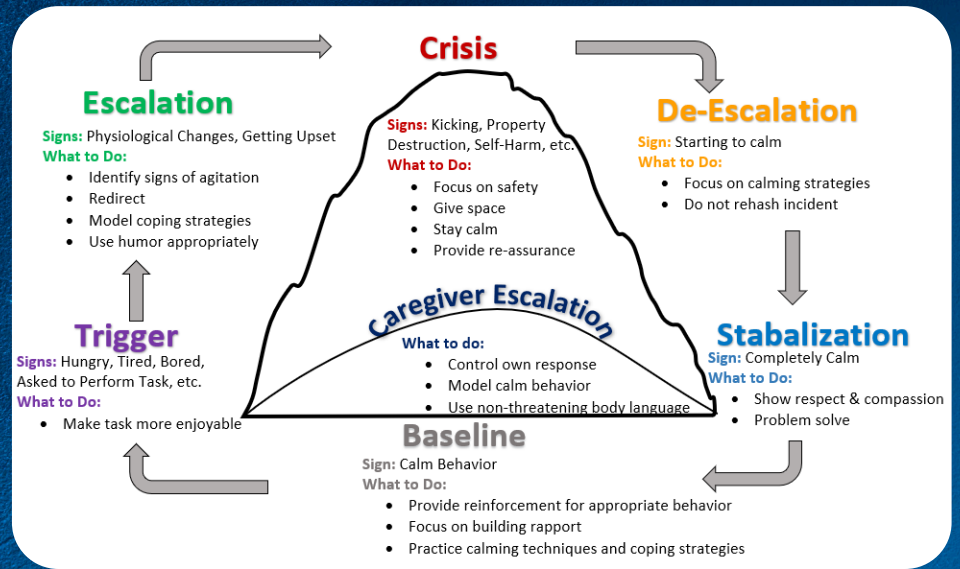 Crisis
Signs: Kicking, Property
Destruction, Self-Harm, etc.
What to Do:
• Focus on safety
• Give space
• Stay calm
• Provide re-assurance
Escalation
Signs: Physiological Changes, Getting Upset
What to Do:
• Identify signs of agitation
• Redirect
• Model coping strategies
• Use humor appropriately
De-Escalation
Sign: Starting to calm
What to Do:
• Focus on calming strategies
• Do not rehash incident
Caregiver Escalation
What to do:
• Control own response
• Model calm behavior
• Use non-threatening body language
Trigger
Signs: Hungry, Tired, Bored,
Asked to Perform Task, etc.
What to Do:
• Make task more enjoyable
Stabalization
Sign: Completely Calm
What to Do:
• Show respect & compassion
• Problem solve
Baseline
Sign: Calm Behavior
What to Do:
• Provide reinforcement for appropriate behavior
• Focus on building rapport
• Practice calming techniques and coping strategies